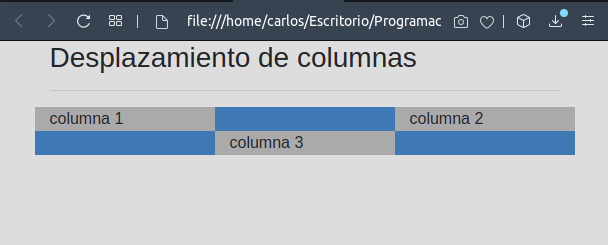 file:///home/carlos/Escritorio/Programac
Desplazamiento de columnas
columna 1 columna 2
columna 3